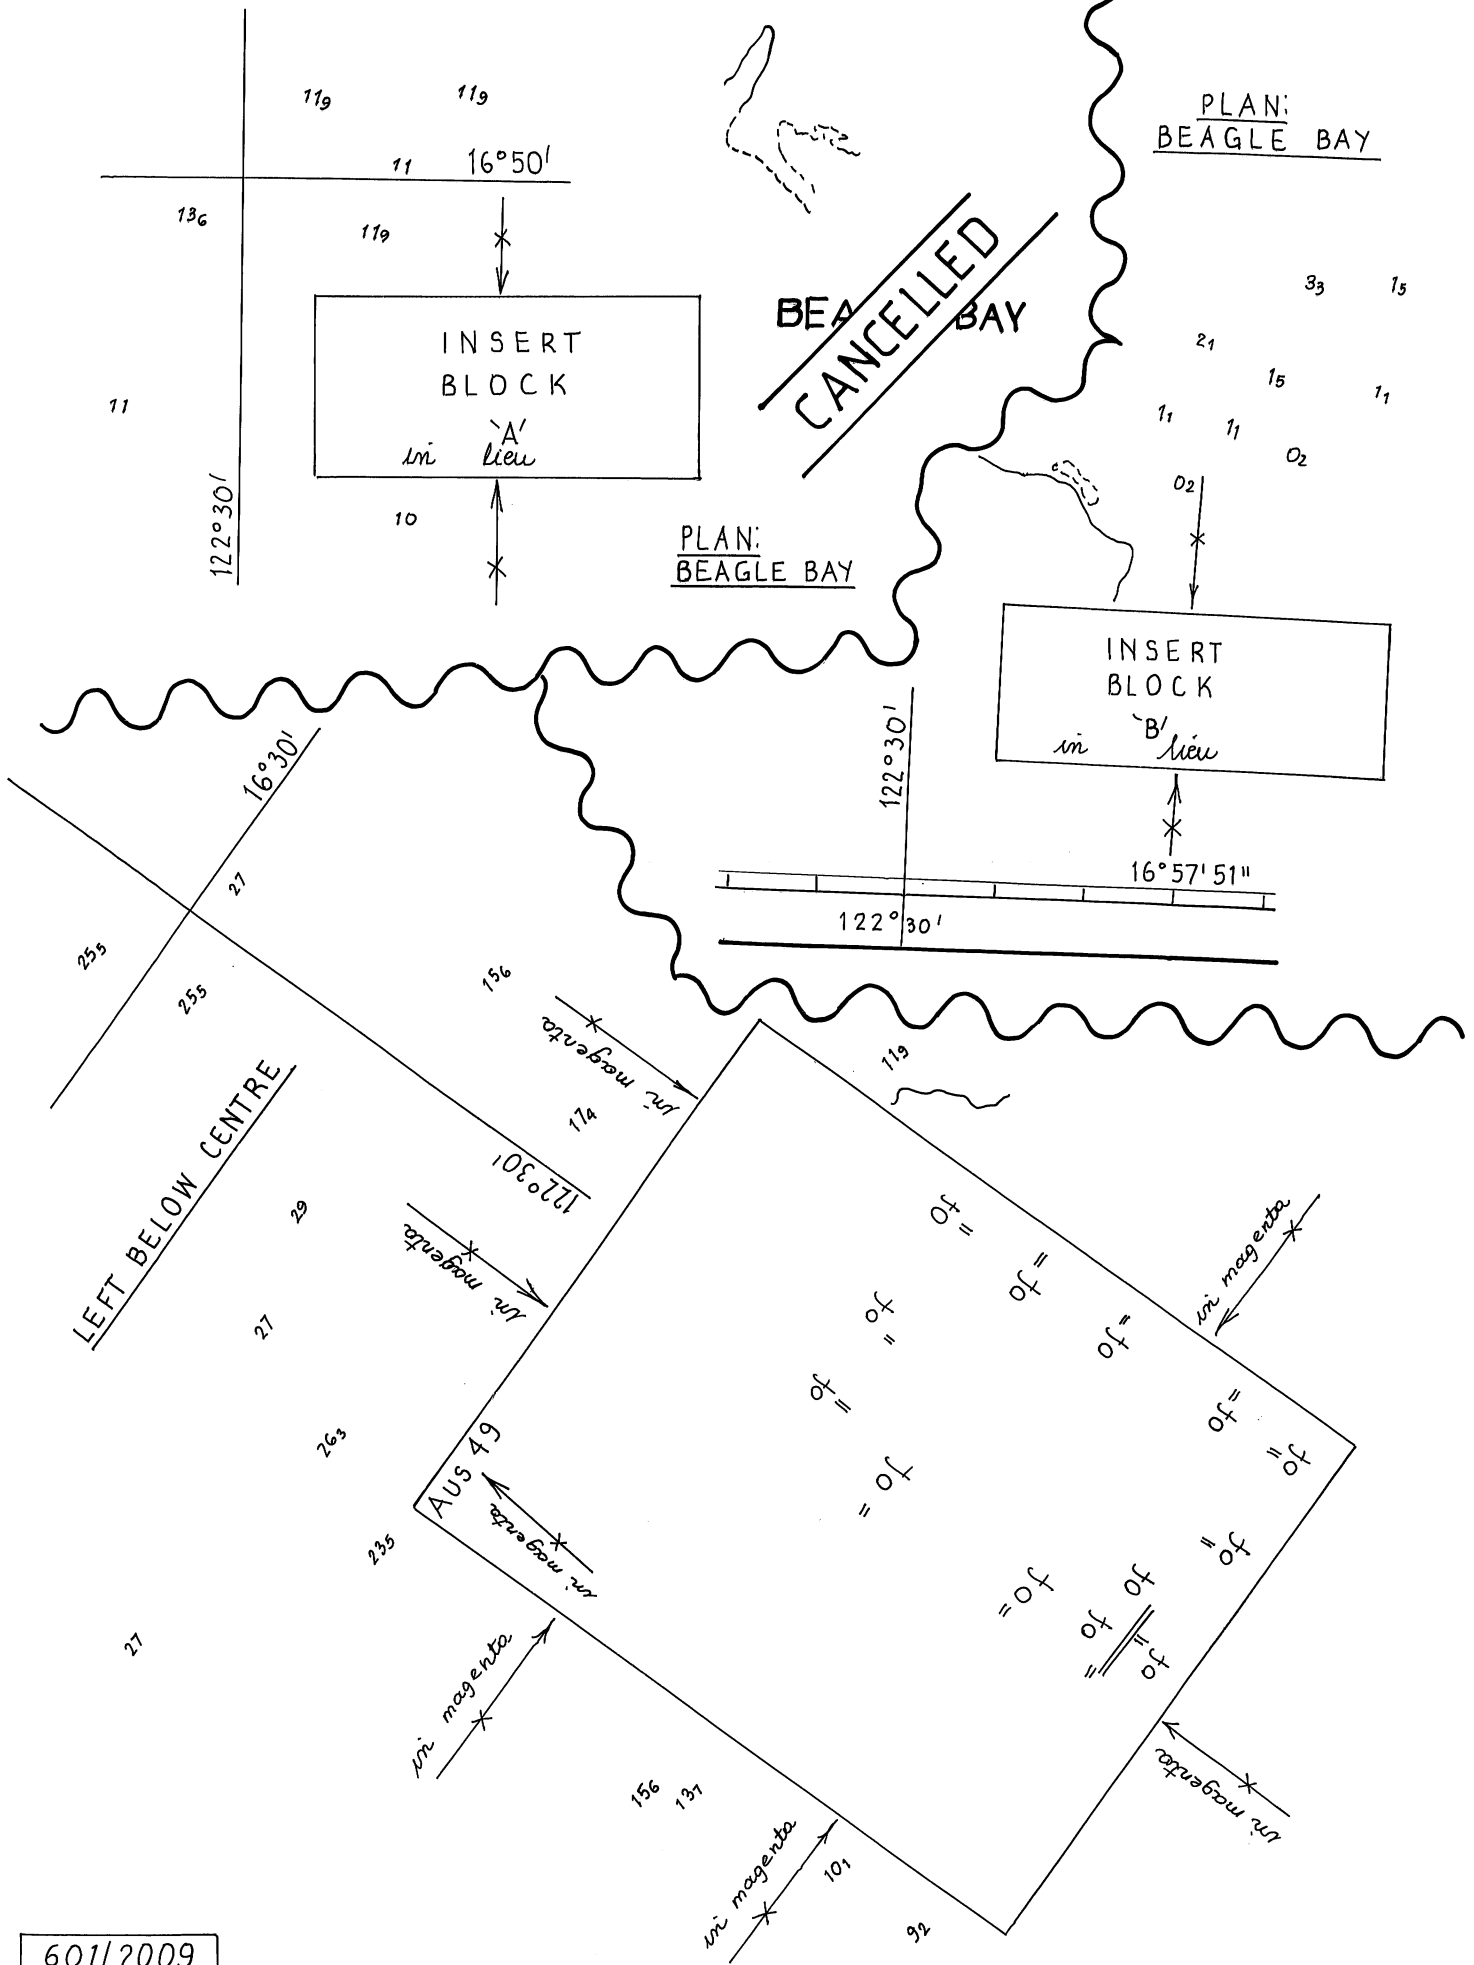 11₉ 11₉
11 16°50'
13₆
11₉
INSERT
BLOCK
'A'
in lieu
11
122°30'
10
PLAN:
BEAGLE BAY
BEA BAY
CANCELLED
PLAN:
BEAGLE BAY
3₃ 1₅
2₁
1₅
1₁ 1₁ 1₁
0₂
0₂
INSERT
BLOCK
'B'
in lieu
122°30'
16°57'51"
122°30'
16°30'
27
25₅
25₅
15₆
in magenta
17₄
122°30'
LEFT BELOW CENTRE
29
in magenta
27
26₃
23₅
27
AUS 49
in magenta
in magenta
11₉
in magenta
in magenta
15₆ 13₇
in magenta
10₁
9₂
601/2009